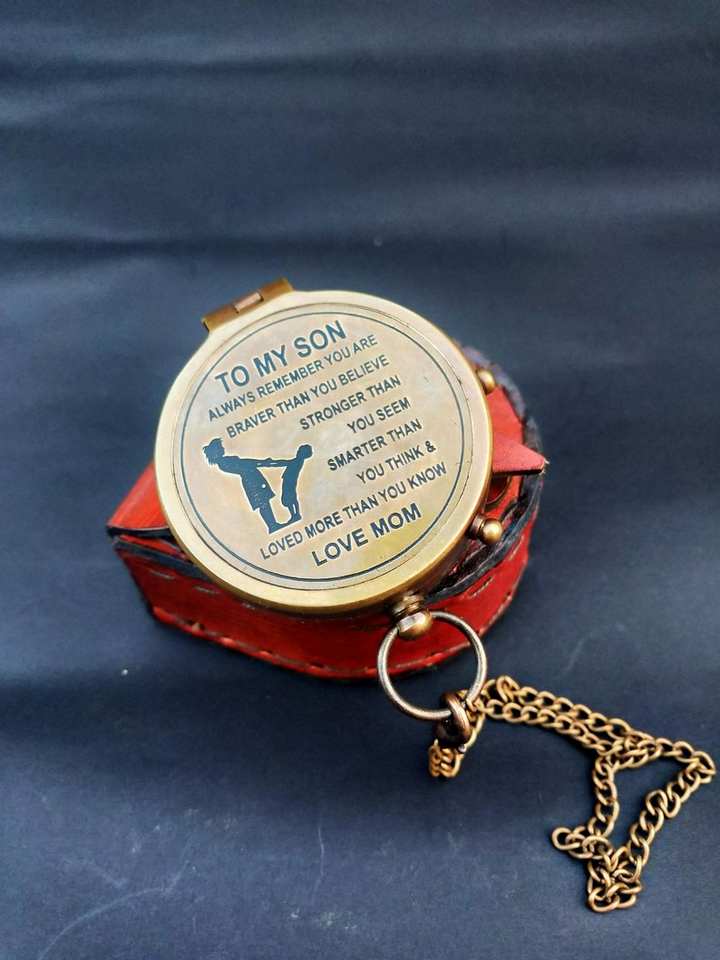 TO MY SON
ALWAYS REMEMBER YOU ARE
BRAVER THAN YOU BELIEVE
STRONGER THAN
YOU SEEM
SMARTER THAN
YOU THINK &
LOVED MORE THAN YOU KNOW
LOVE MOM